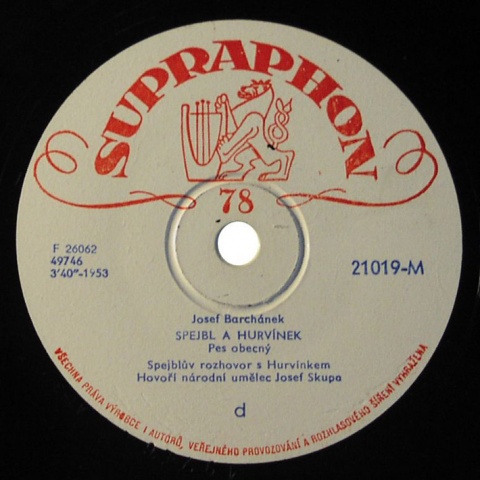 SUPRAPHON
78
F 26062
49746
3'40"-1953
21019-M
Josef Barchánek
SPEJBL A HURVÍNEK
Pes obecný
Spejblův rozhovor s Hurvínkem
Hovoří národní umělec Josef Skupa
d
VŠECHNA PRÁVA VÝROBCE I AUTORŮ, VEŘEJNÉHO PROVOZOVÁNÍ A ROZHLASOVÉHO ŠÍŘENÍ VYHRAŽENA